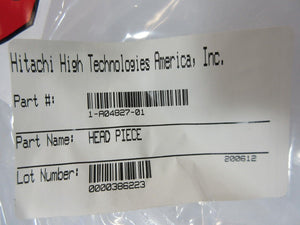 Hitachi High Technologies America, Inc.
Part #:
1-A04827-01
Part Name: HEAD PIECE
200612
Lot Number:
0000386223